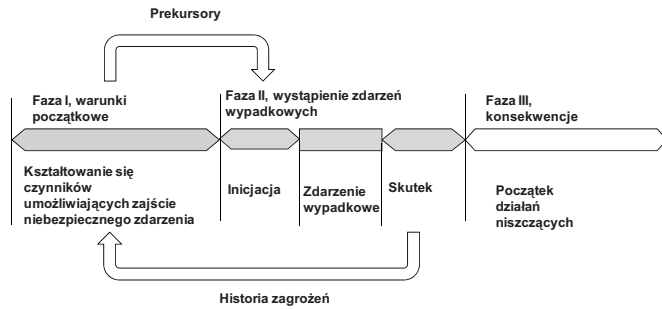 Prekursory
Faza I, warunki
początkowe
Faza II, wystąpienie zdarzeń
wypadkowych
Faza III,
konsekwencje
Kształtowanie się
czynników
umożliwiających zajście
niebezpiecznego zdarzenia
Inicjacja
Zdarzenie
wypadkowe
Skutek
Początek
działań
niszczących
Historia zagrożeń